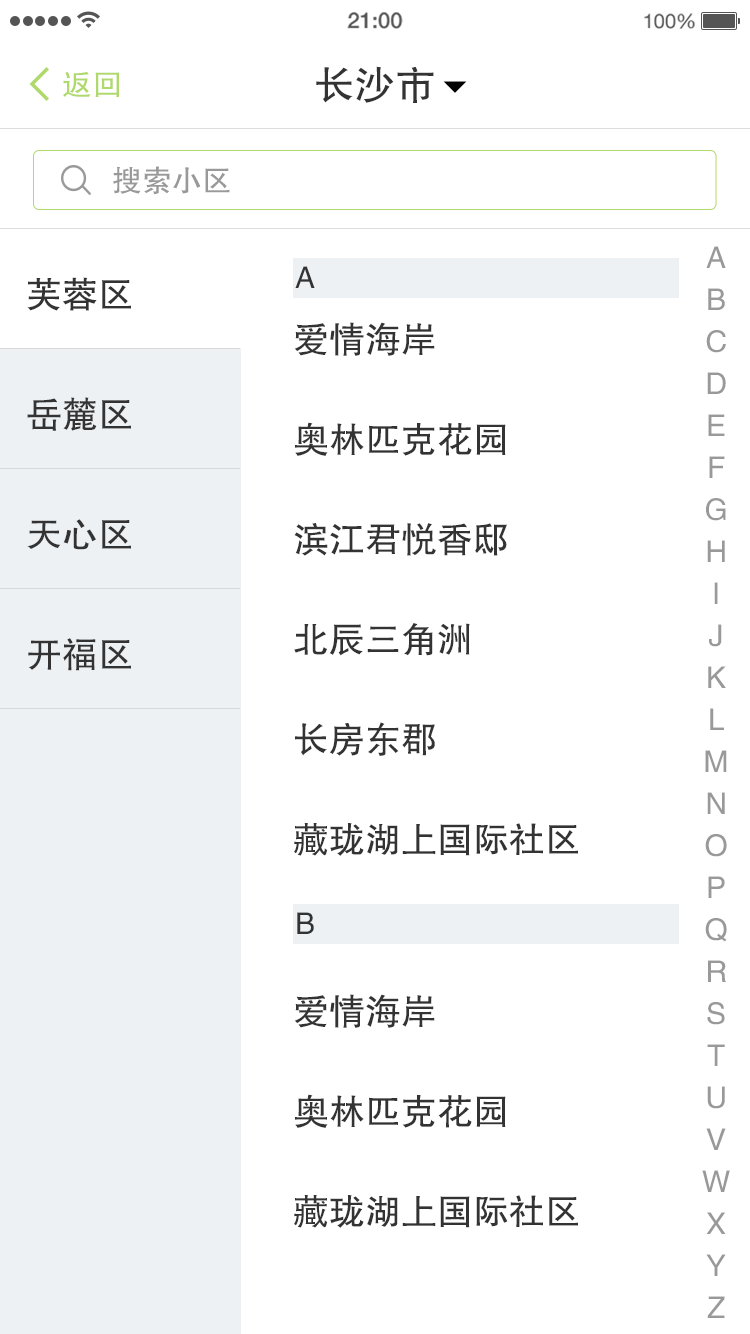 21:00 100%
返回 长沙市
搜索小区
芙蓉区
岳麓区
天心区
开福区
A
爱情海岸
奥林匹克花园
滨江君悦香邸
北辰三角洲
长房东郡
藏珑湖上国际社区
B
爱情海岸
奥林匹克花园
藏珑湖上国际社区
A
B
C
D
E
F
G
H
I
J
K
L
M
N
O
P
Q
R
S
T
U
V
W
X
Y
Z